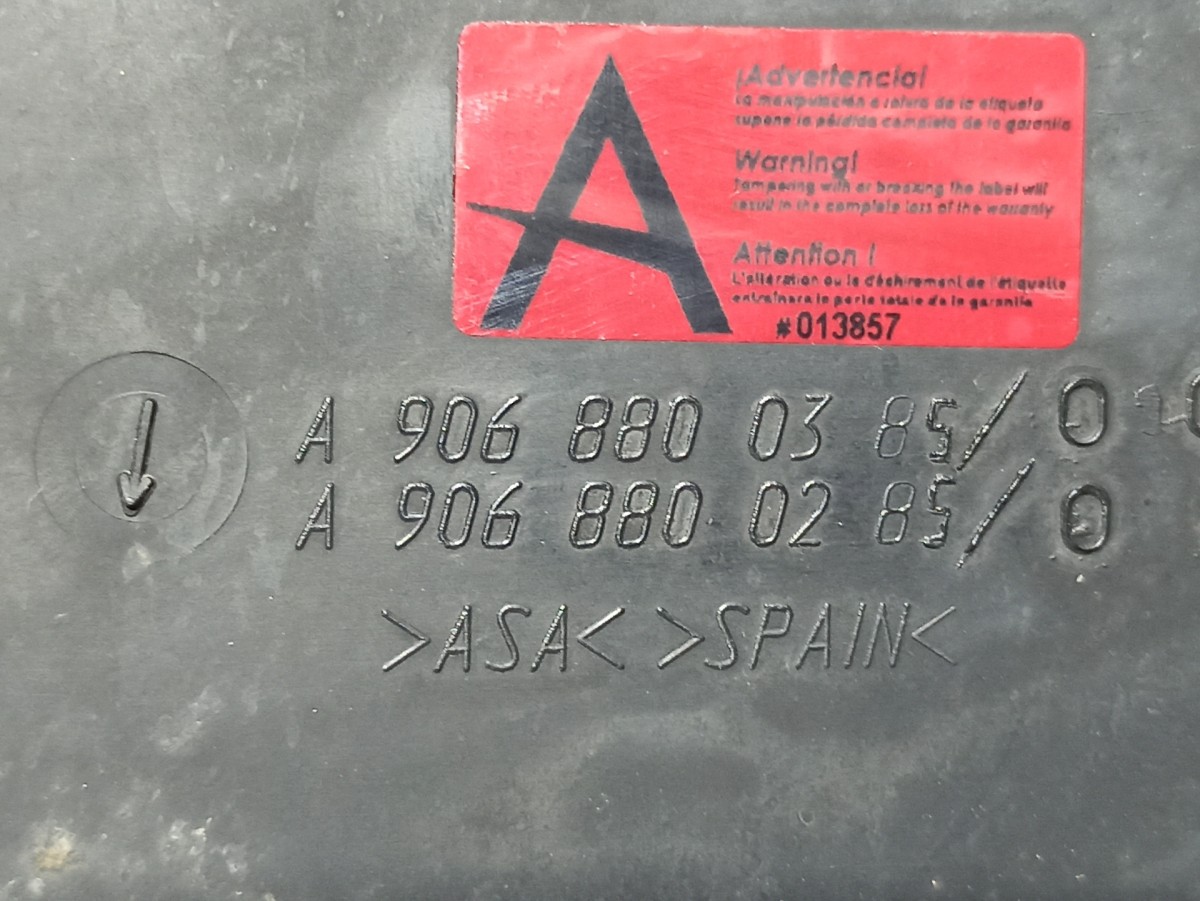 A
¡Advertencia!
La manipulación o rotura de la etiqueta
supone la pérdida completa de la garantía
Warning!
Tampering with or breaking the label will
result in the complete loss of the warranty
Attention !
L'altération ou le déchirement de l'étiquette
entraînera la perte totale de la garantie
#013857
A 906 880 03 85/0
A 906 880 02 85/0
>ASA< >SPAIN<